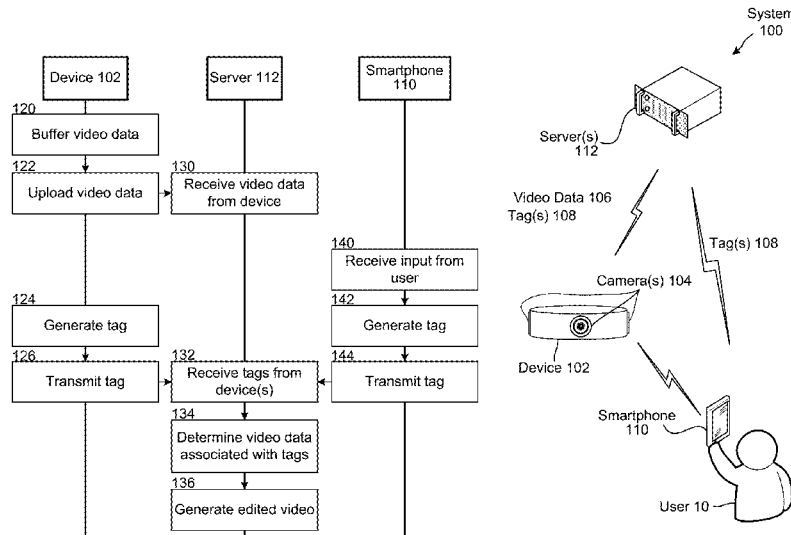 System
100
Device 102
Server 112
Smartphone
110
120
Buffer video data
122
Upload video data
130
Receive video data
from device
140
Receive input from
user
124
Generate tag
142
Generate tag
126
Transmit tag
132
Receive tags from
device(s)
144
Transmit tag
134
Determine video data
associated with tags
136
Generate edited video
Server(s)
112
Video Data 106
Tag(s) 108
Tag(s) 108
Camera(s) 104
Device 102
Smartphone
110
User 10